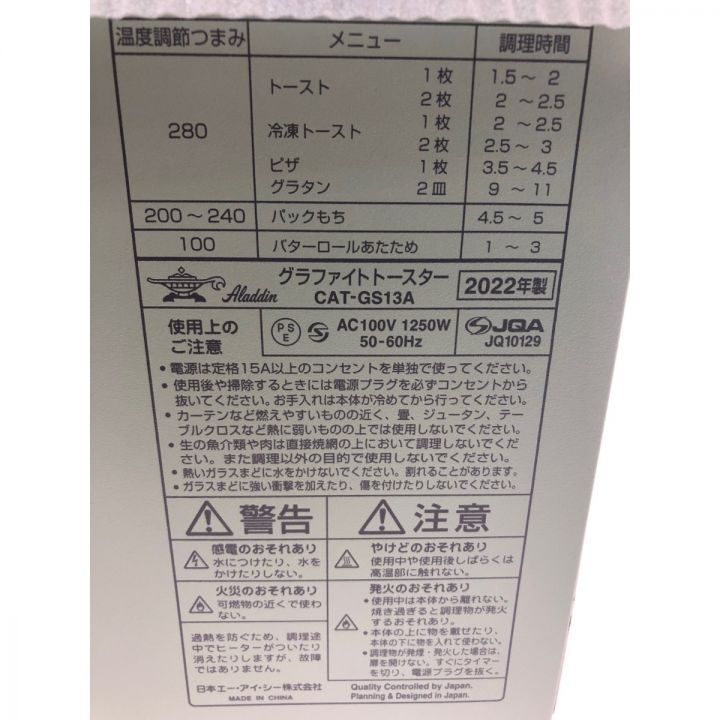 温度調節つまみ メニュー 調理時間
280 トースト 1枚 1.5～ 2
2枚 2 ～2.5
冷凍トースト 1枚 2 ～2.5
2枚 2.5～ 3
ピザ 1枚 3.5～4.5
グラタン 2皿 9 ～ 11
200～240 パックもち 4.5～ 5
100 バターロールあたため 1 ～ 3
Aladdin グラファイトトースター
CAT-GS13A 2022年製
使用上の
ご注意
PSE AC100V 1250W
50-60Hz
JQA
JQ10129
・電源は定格15A以上のコンセントを単独で使ってください。
・使用後や掃除するときには電源プラグを必ずコンセントから
抜いてください。お手入れは本体が冷めてから行ってください。
・カーテンなど燃えやすいものの近く、畳、ジュータン、テー
ブルクロスなど熱に弱いものの上では使用しないでください。
・生の魚介類や肉は直接焼網の上において調理しないでくだ
さい。また調理以外の目的で使用しないでください。
・熱いガラスまどに水をかけないでください。割れることがあります。
・ガラスまどに強い衝撃を加えたり、傷を付けたりしないでください。
警告
感電のおそれあり
水につけたり、水を
かけたりしない。
火災のおそれあり
可燃物の近くで使わ
ない。
過熱を防ぐため、調理途
中でヒーターがついたり
消えたりしますが、故障
ではありません。
日本エー・アイ・シー株式会社
MADE IN CHINA
注意
やけどのおそれあり
使用中や使用後しばらくは
高温部に触れない。
発火のおそれあり
・使用中は本体から離れない。
焼き過ぎると調理物が発火
するおそれあり。
・本体の上に物を載せたり、
本体の下に物を入れて使わない。
・調理物が発煙・発火した場合は、
扉を開けない。すぐにタイマー
を切り、電源プラグを抜く。
Quality Controlled by Japan.
Planning & Designed in Japan.